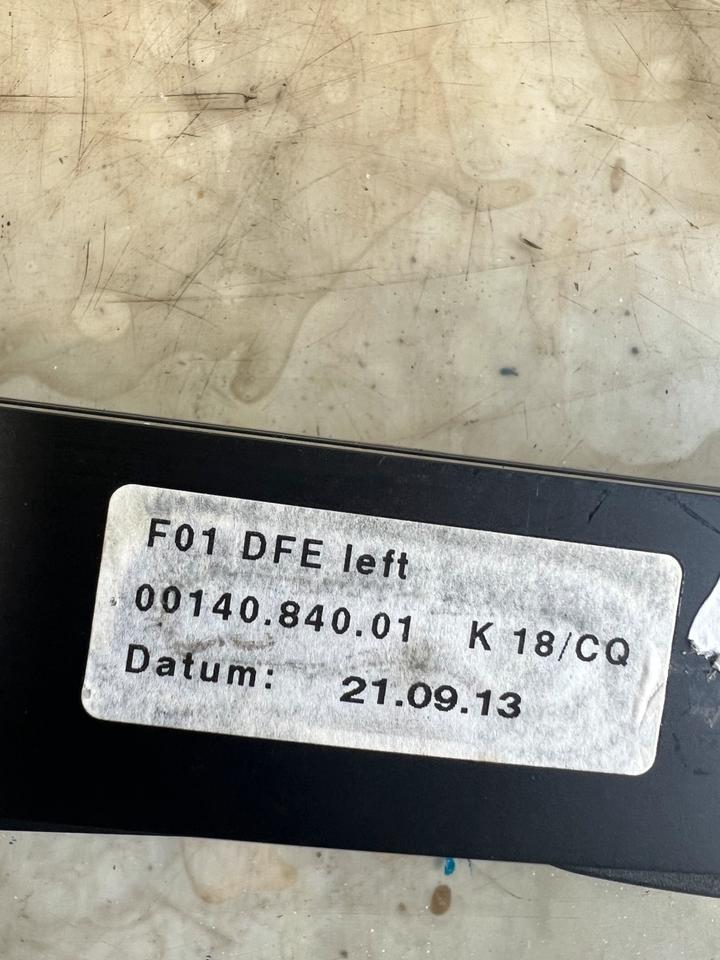 F01 DFE left
00140.840.01 K 18/CQ
Datum: 21.09.13